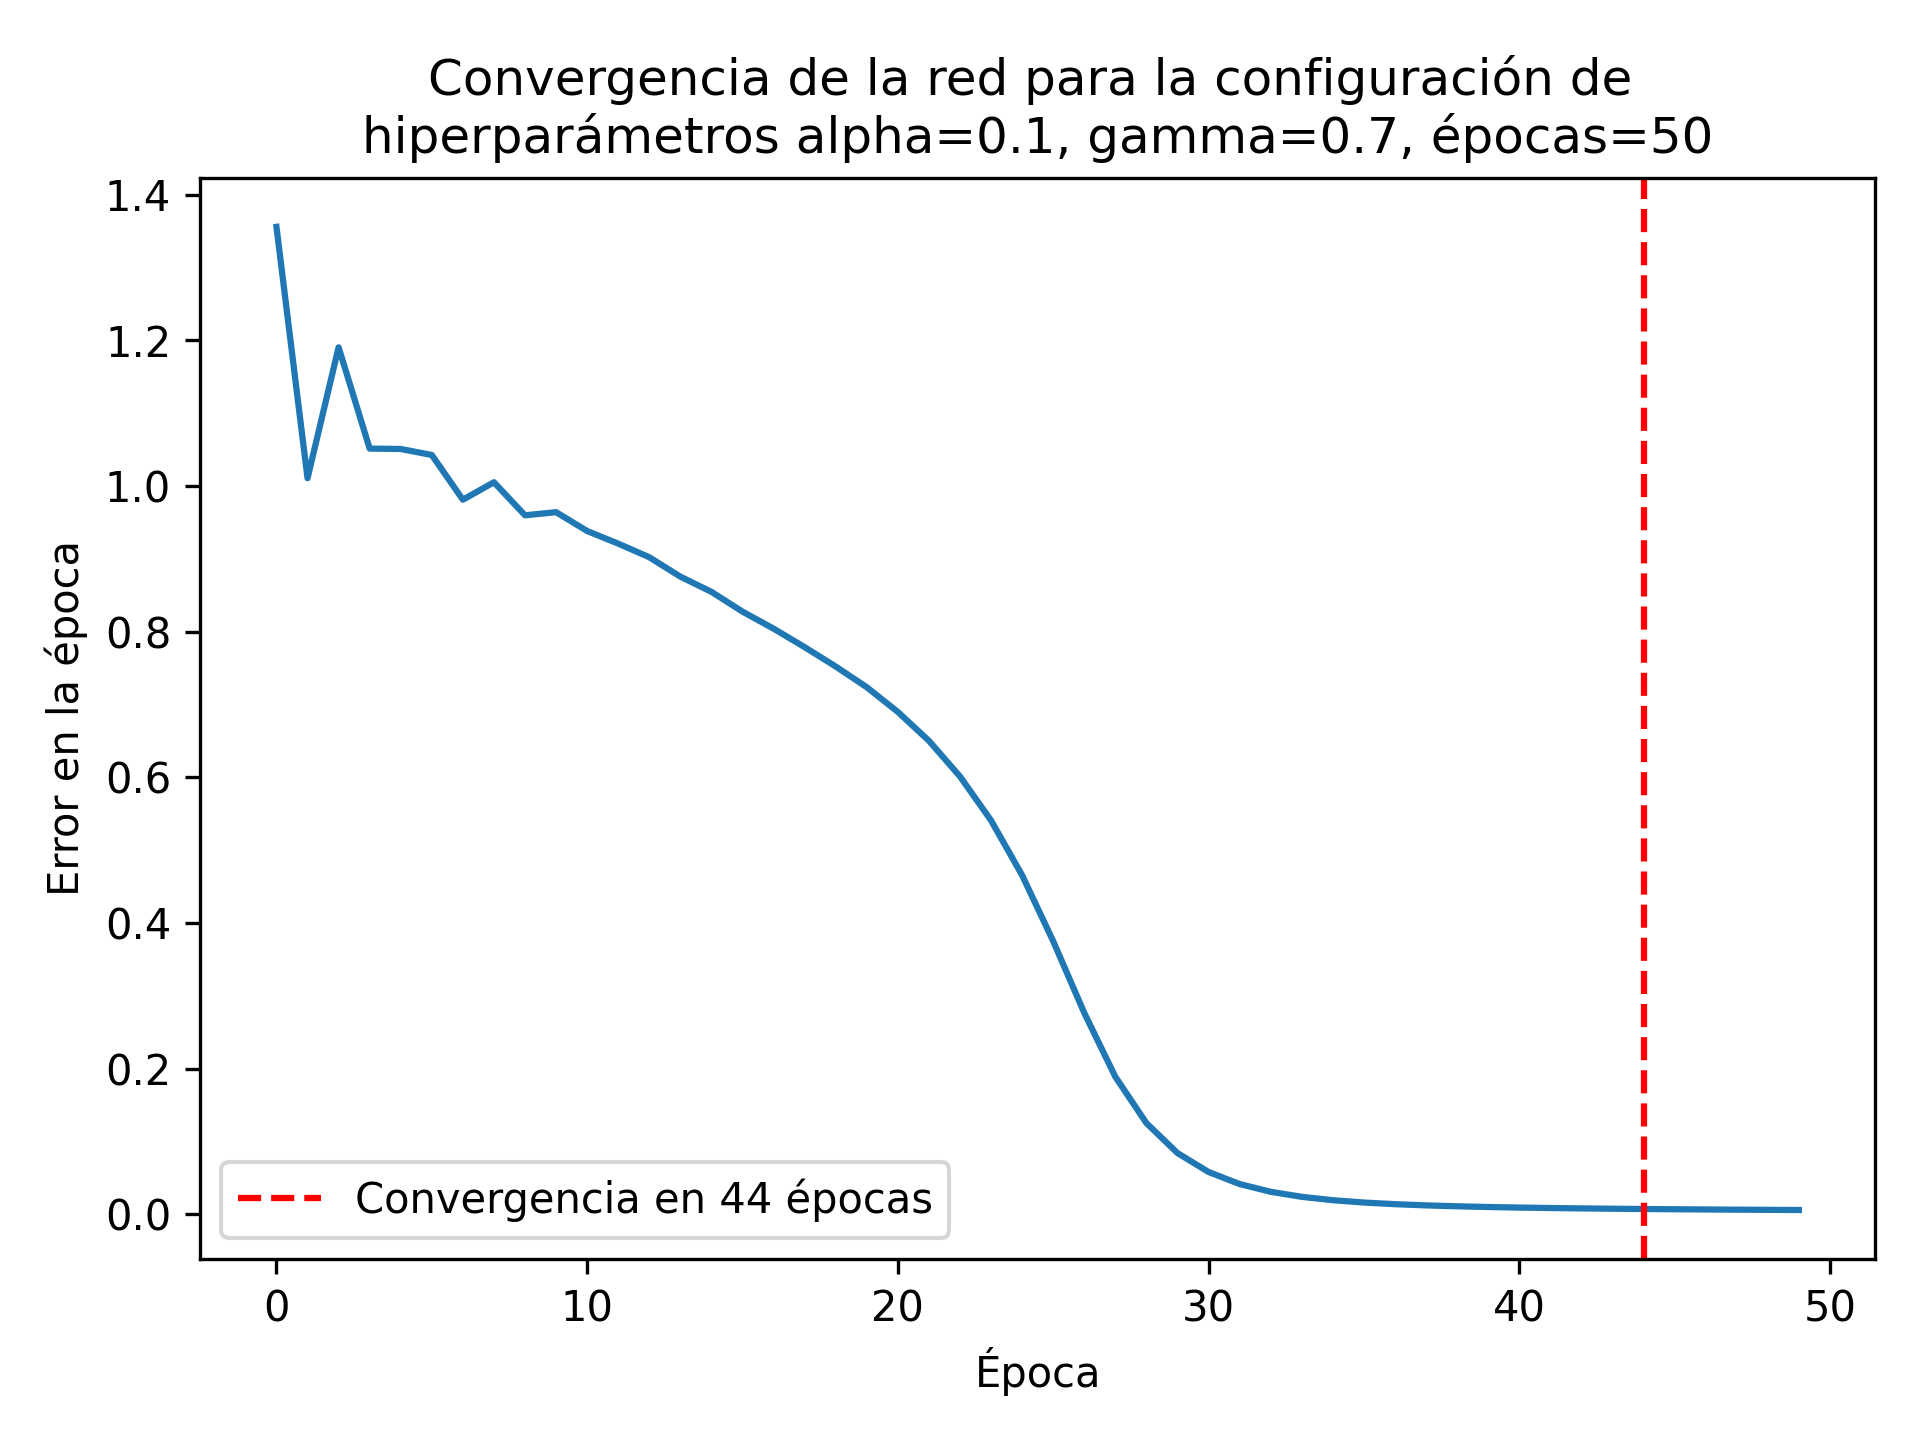 Convergencia de la red para la configuración de
hiperparámetros alpha=0.1, gamma=0.7, épocas=50
1.4
1.2
1.0
0.8
0.6
0.4
0.2
0.0
Error en la época
Convergencia en 44 épocas
0 10 20 30 40 50
Época